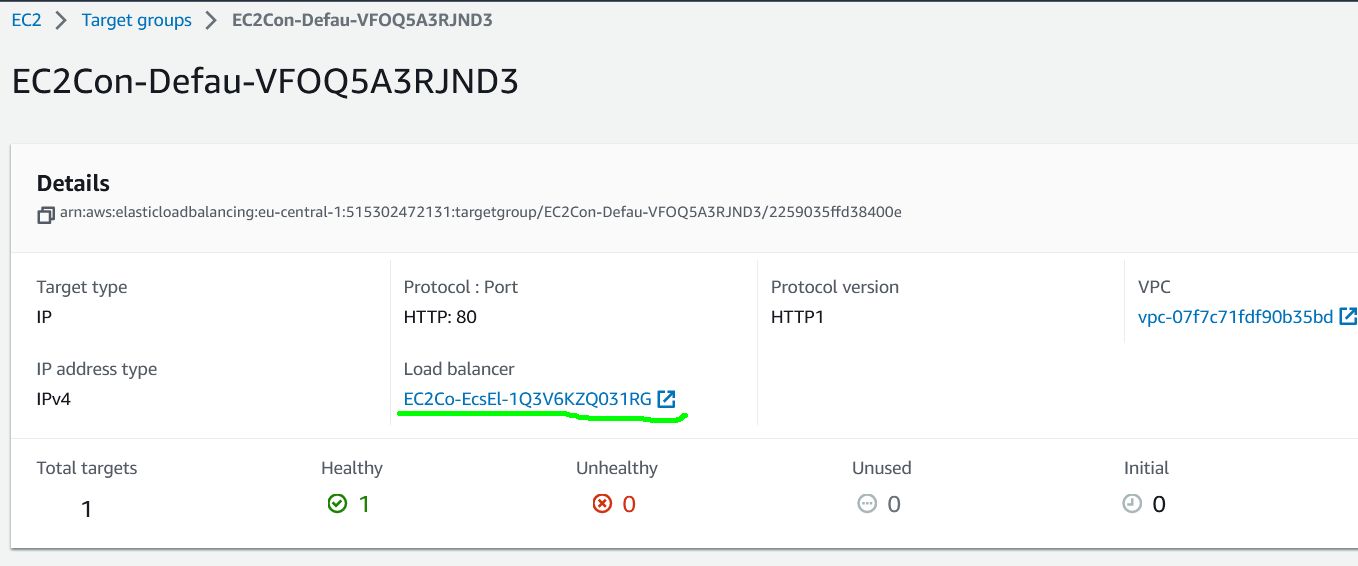 EC2 > Target groups > EC2Con-Defau-VFOQ5A3RJND3
EC2Con-Defau-VFOQ5A3RJND3
Details
arn:aws:elasticloadbalancing:eu-central-1:515302472131:targetgroup/EC2Con-Defau-VFOQ5A3RJND3/2259035ffd38400e
Target type Protocol : Port Protocol version VPC
IP HTTP: 80 HTTP1 vpc-07f7c71fdf90b35bd
IP address type Load balancer
IPv4 EC2Co-EcsEl-1Q3V6KZQ031RG
Total targets Healthy Unhealthy Unused Initial
1 1 0 0 0